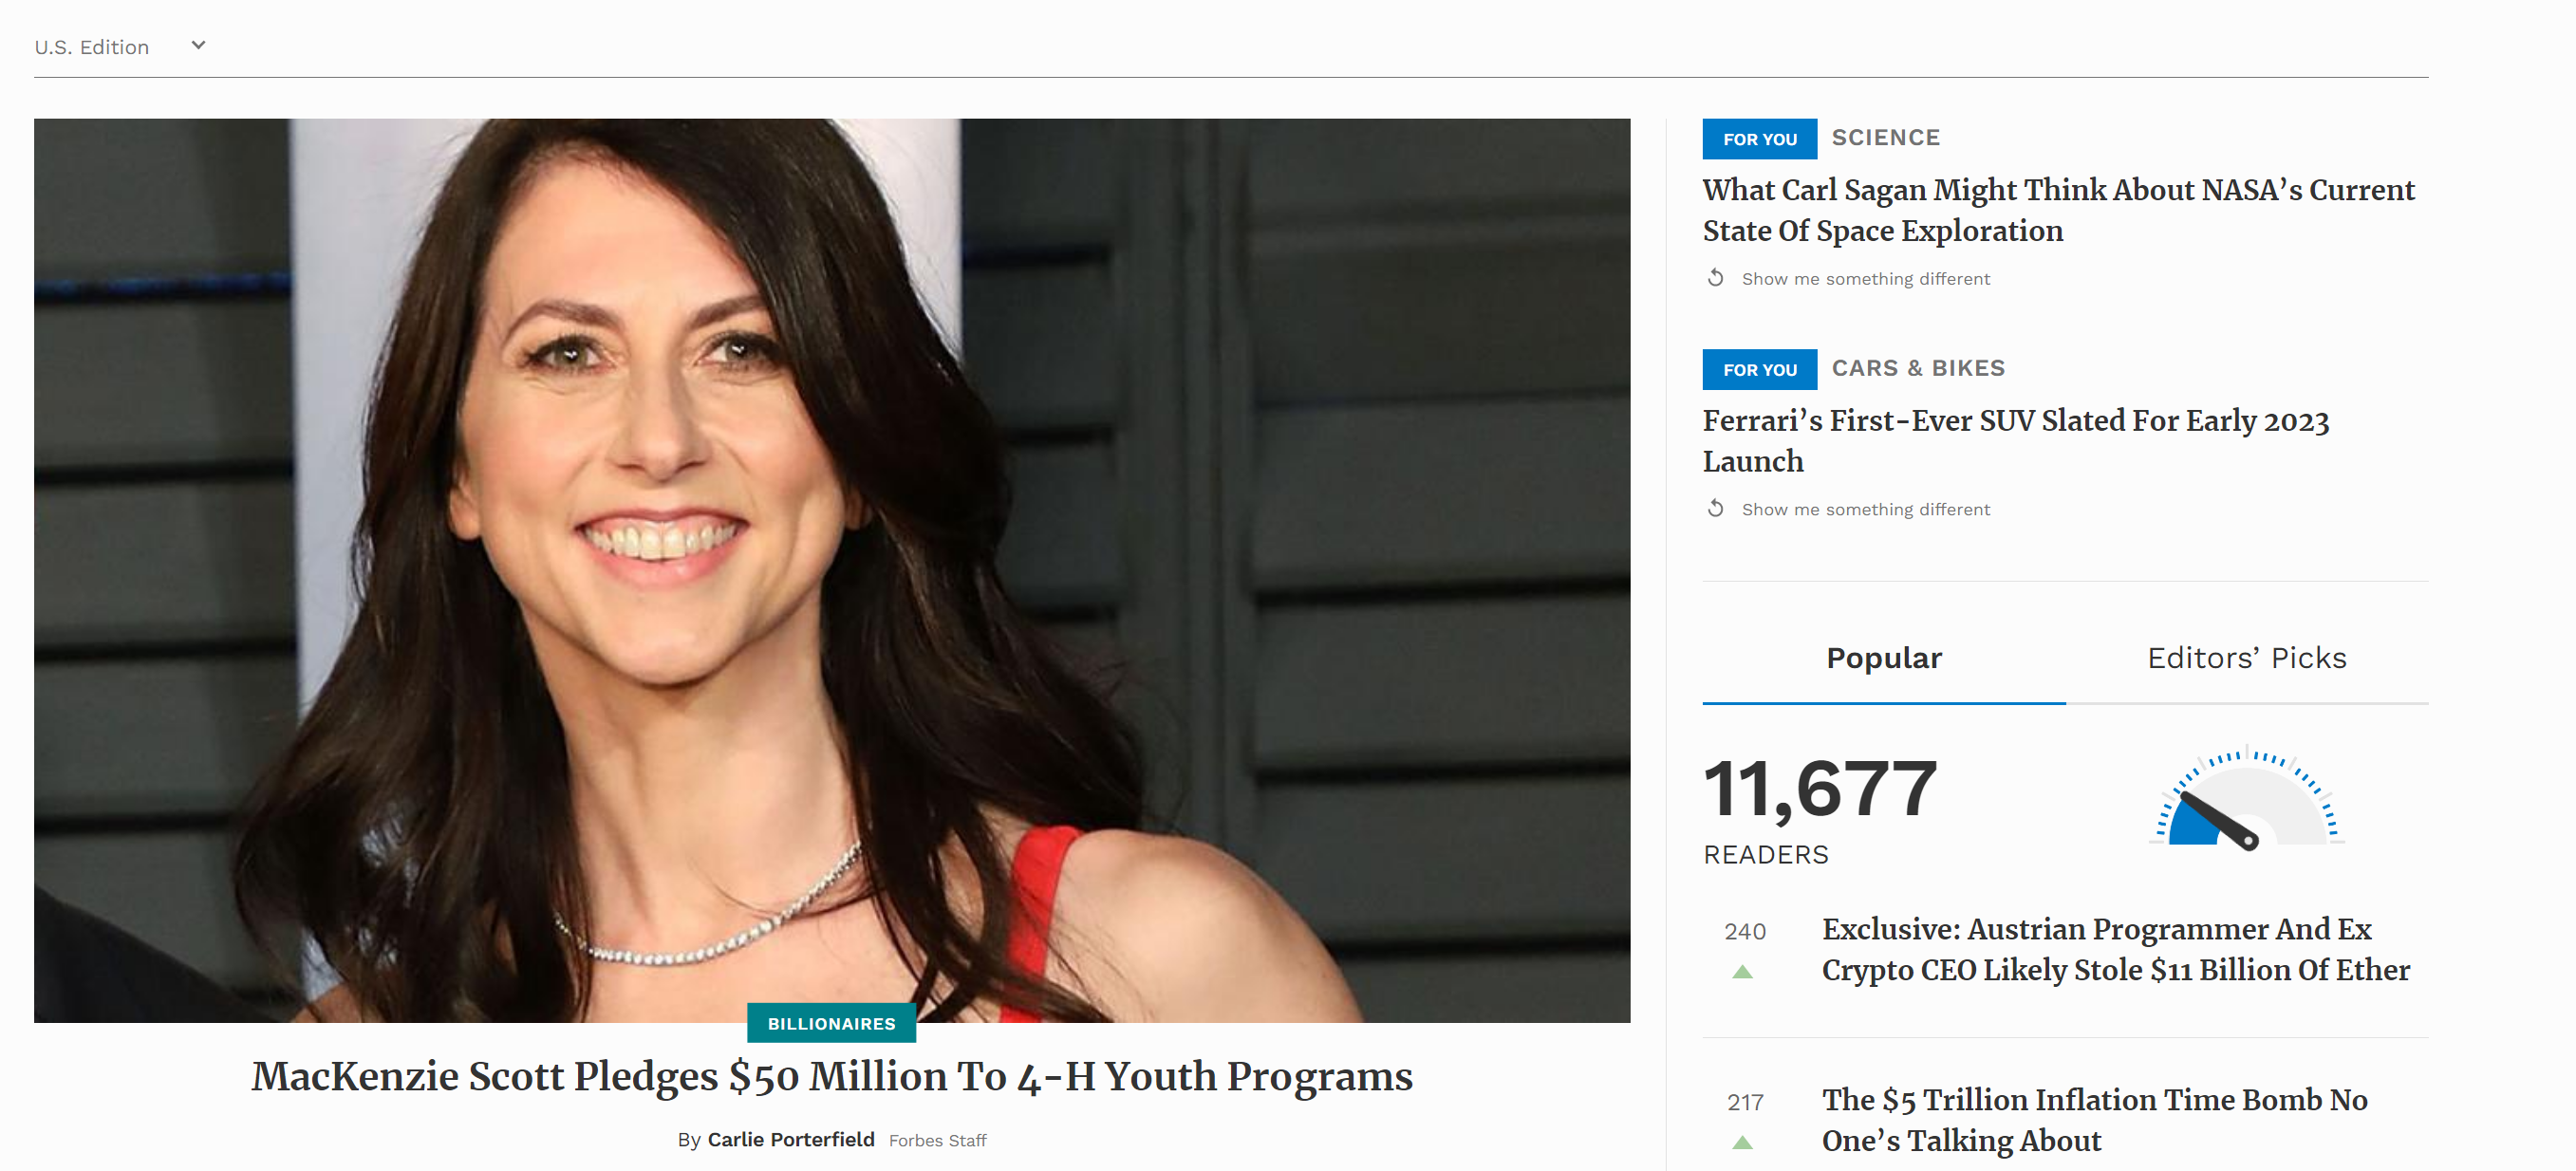 U.S. Edition
BILLIONAIRES
MacKenzie Scott Pledges $50 Million To 4-H Youth Programs
By Carlie Porterfield Forbes Staff
FOR YOU SCIENCE
What Carl Sagan Might Think About NASA’s Current
State Of Space Exploration
Show me something different
FOR YOU CARS & BIKES
Ferrari’s First-Ever SUV Slated For Early 2023
Launch
Show me something different
Popular Editors’ Picks
11,677
READERS
240
Exclusive: Austrian Programmer And Ex
Crypto CEO Likely Stole $11 Billion Of Ether
217
The $5 Trillion Inflation Time Bomb No
One’s Talking About